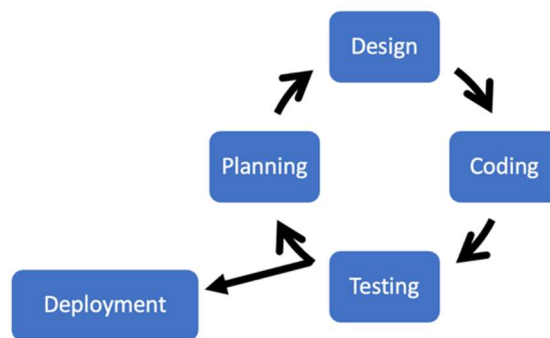 Design
Planning
Coding
Testing
Deployment